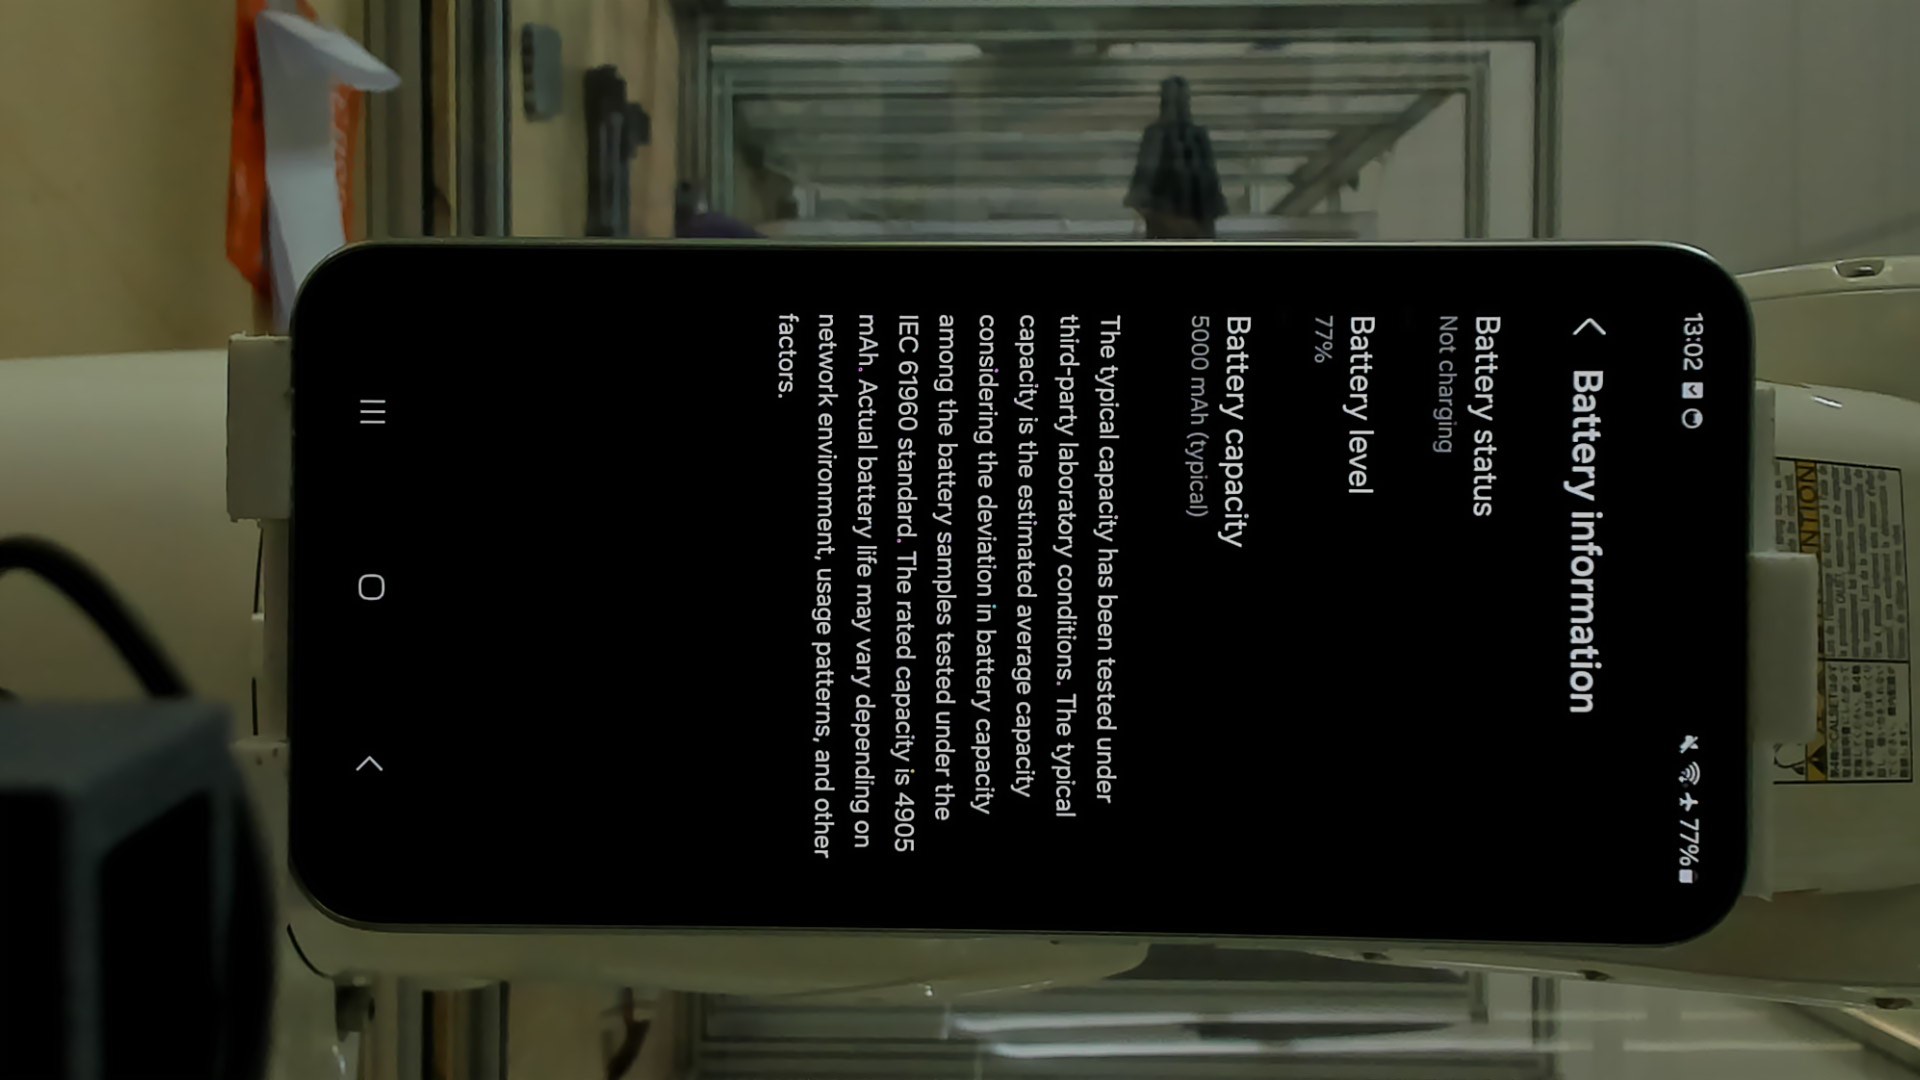 13:02
77%
Battery information
Battery status
Not charging
Battery level
77%
Battery capacity
5000 mAh (typical)
The typical capacity has been tested under
third-party laboratory conditions. The typical
capacity is the estimated average capacity
considering the deviation in battery capacity
among the battery samples tested under the
IEC 61960 standard. The rated capacity is 4905
mAh. Actual battery life may vary depending on
network environment, usage patterns, and other
factors.